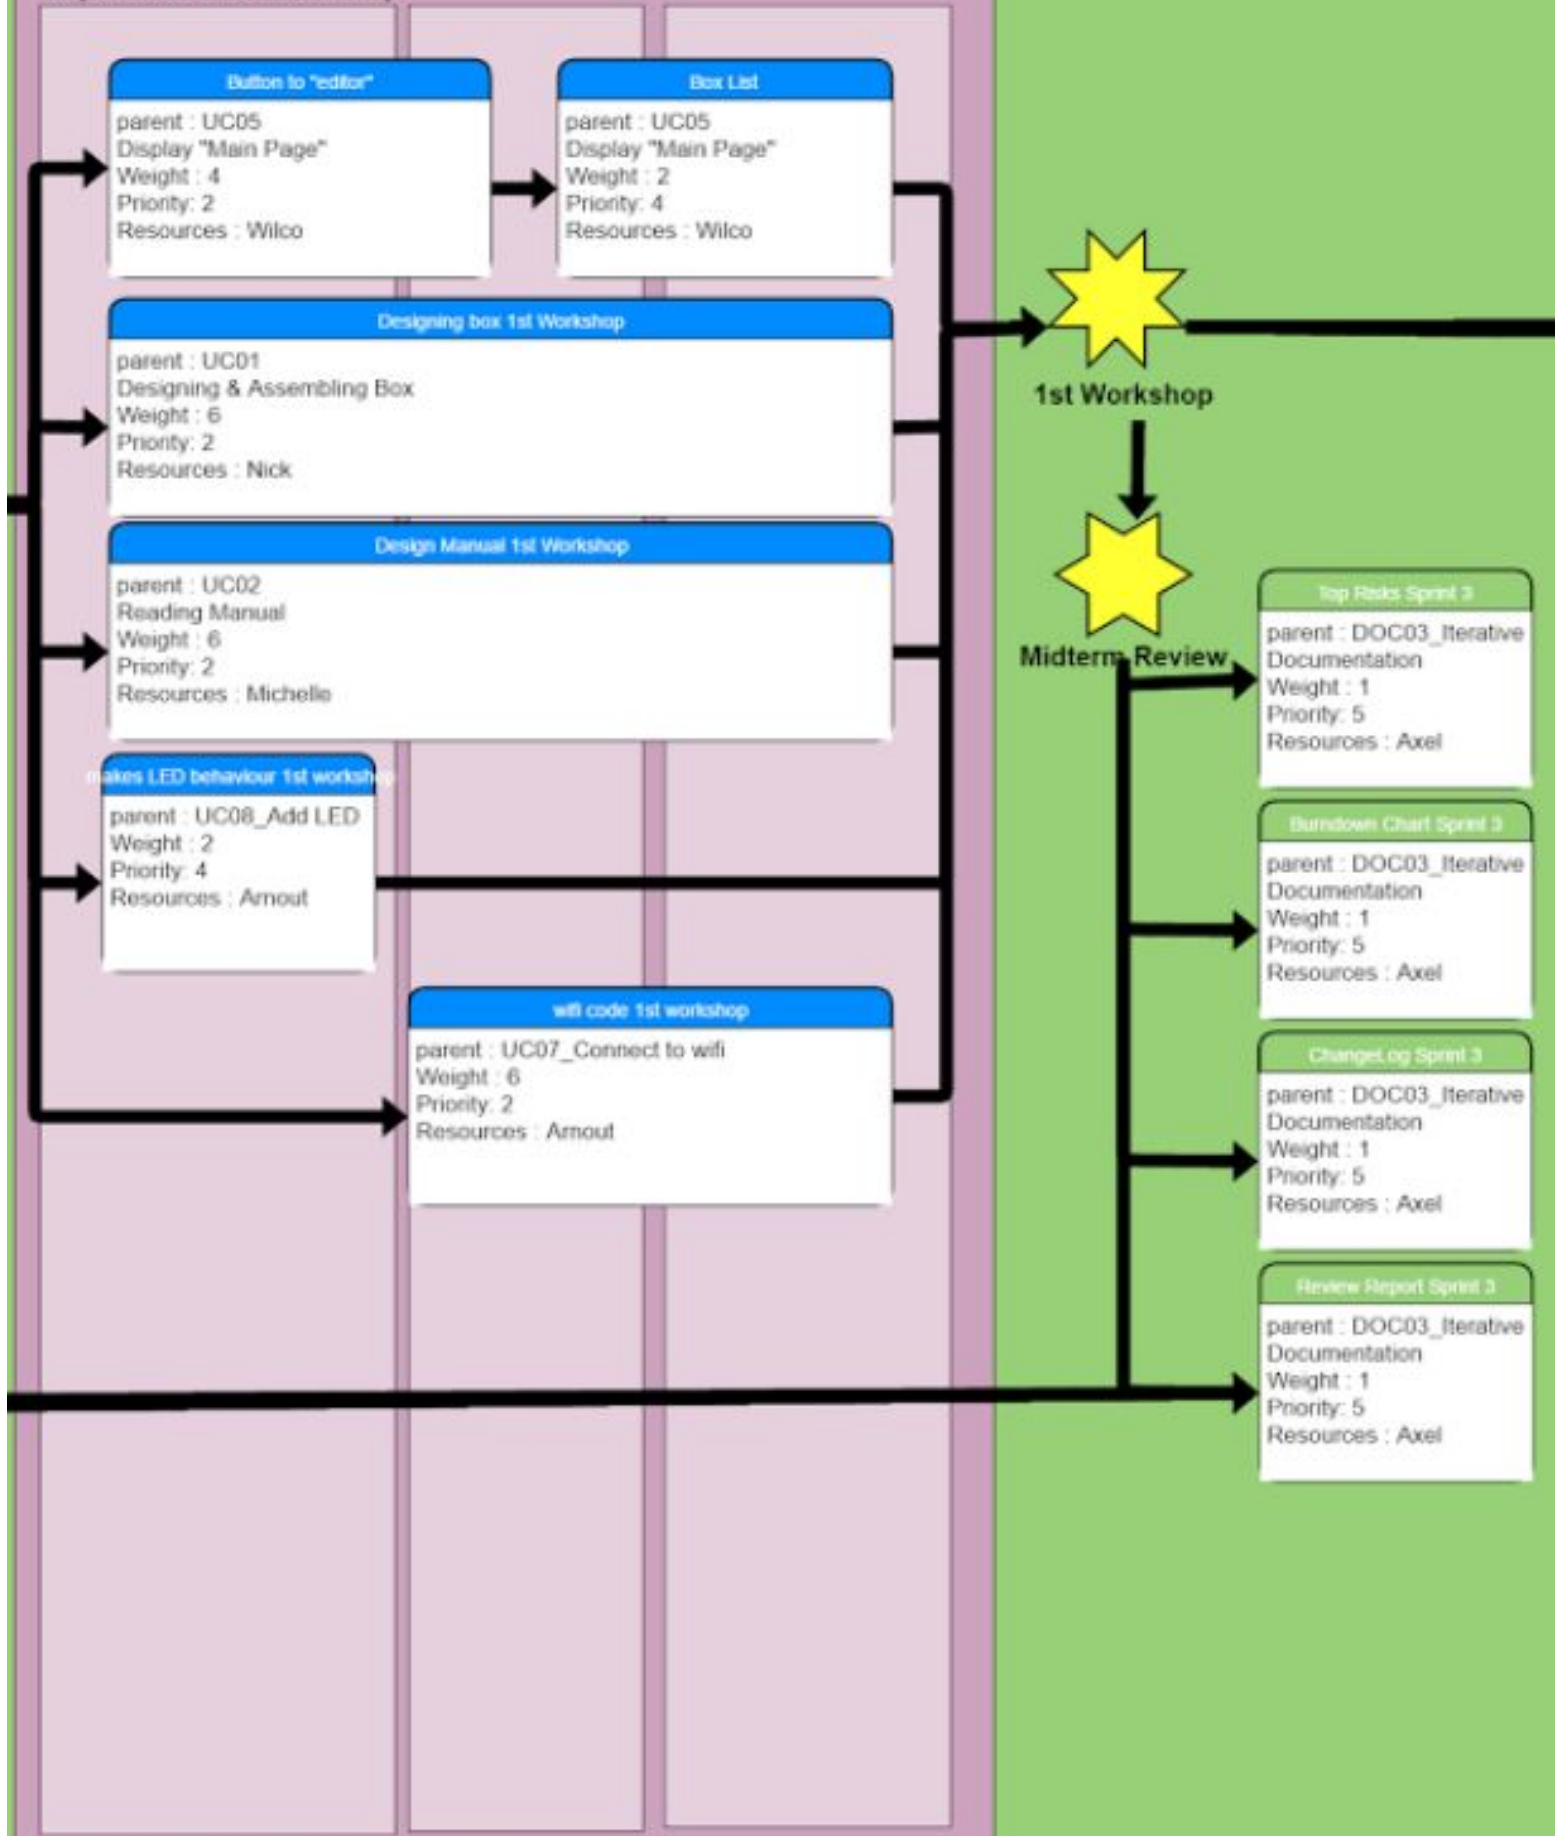 Button to "editor"
parent : UC05
Display "Main Page"
Weight : 4
Priority: 2
Resources : Wilco
Box List
parent : UC05
Display "Main Page"
Weight : 2
Priority: 4
Resources : Wilco
Designing box 1st Workshop
parent : UC01
Designing & Assembling Box
Weight : 6
Priority: 2
Resources : Nick
Design Manual 1st Workshop
parent : UC02
Reading Manual
Weight : 6
Priority: 2
Resources : Michelle
makes LED behaviour 1st workshop
parent : UC08_Add LED
Weight : 2
Priority: 4
Resources : Arnout
wifi code 1st workshop
parent : UC07_Connect to wifi
Weight : 6
Priority: 2
Resources : Arnout
1st Workshop
Midterm Review
Top Risks Sprint 3
parent : DOC03_Iterative
Documentation
Weight : 1
Priority: 5
Resources : Axel
Burndown Chart Sprint 3
parent : DOC03_Iterative
Documentation
Weight : 1
Priority: 5
Resources : Axel
ChangeLog Sprint 3
parent : DOC03_Iterative
Documentation
Weight : 1
Priority: 5
Resources : Axel
Review Report Sprint 3
parent : DOC03_Iterative
Documentation
Weight : 1
Priority: 5
Resources : Axel